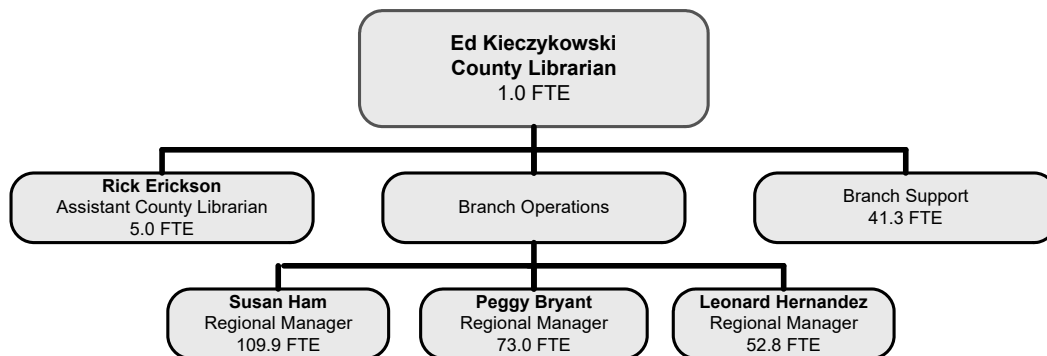 Ed Kieczykowski
County Librarian
1.0 FTE
Rick Erickson
Assistant County Librarian
5.0 FTE
Branch Operations
Branch Support
41.3 FTE
Susan Ham
Regional Manager
109.9 FTE
Peggy Bryant
Regional Manager
73.0 FTE
Leonard Hernandez
Regional Manager
52.8 FTE